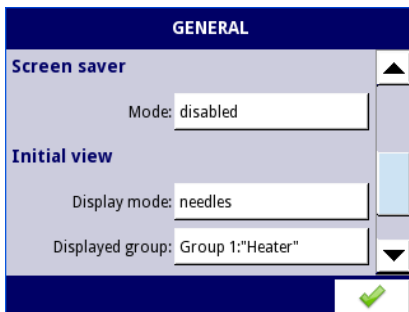 GENERAL
Screen saver
Mode: disabled
Initial view
Display mode: needles
Displayed group: Group 1:"Heater"